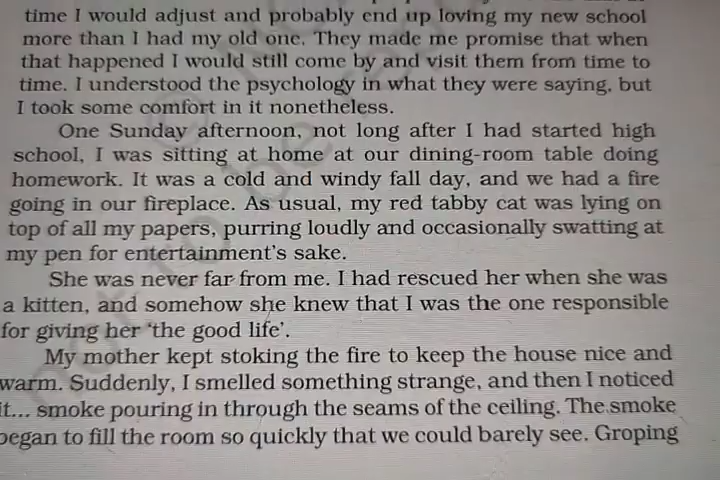 time I would adjust and probably end up loving my new school
more than I had my old one. They made me promise that when
that happened I would still come by and visit them from time to
time. I understood the psychology in what they were saying, but
I took some comfort in it nonetheless.
One Sunday afternoon, not long after I had started high
school, I was sitting at home at our dining-room table doing
homework. It was a cold and windy fall day, and we had a fire
going in our fireplace. As usual, my red tabby cat was lying on
top of all my papers, purring loudly and occasionally swatting at
my pen for entertainment's sake.
She was never far from me. I had rescued her when she was
a kitten, and somehow she knew that I was the one responsible
for giving her 'the good life'.
My mother kept stoking the fire to keep the house nice and
warm. Suddenly, I smelled something strange, and then I noticed
it... smoke pouring in through the seams of the ceiling. The smoke
began to fill the room so quickly that we could barely see. Groping